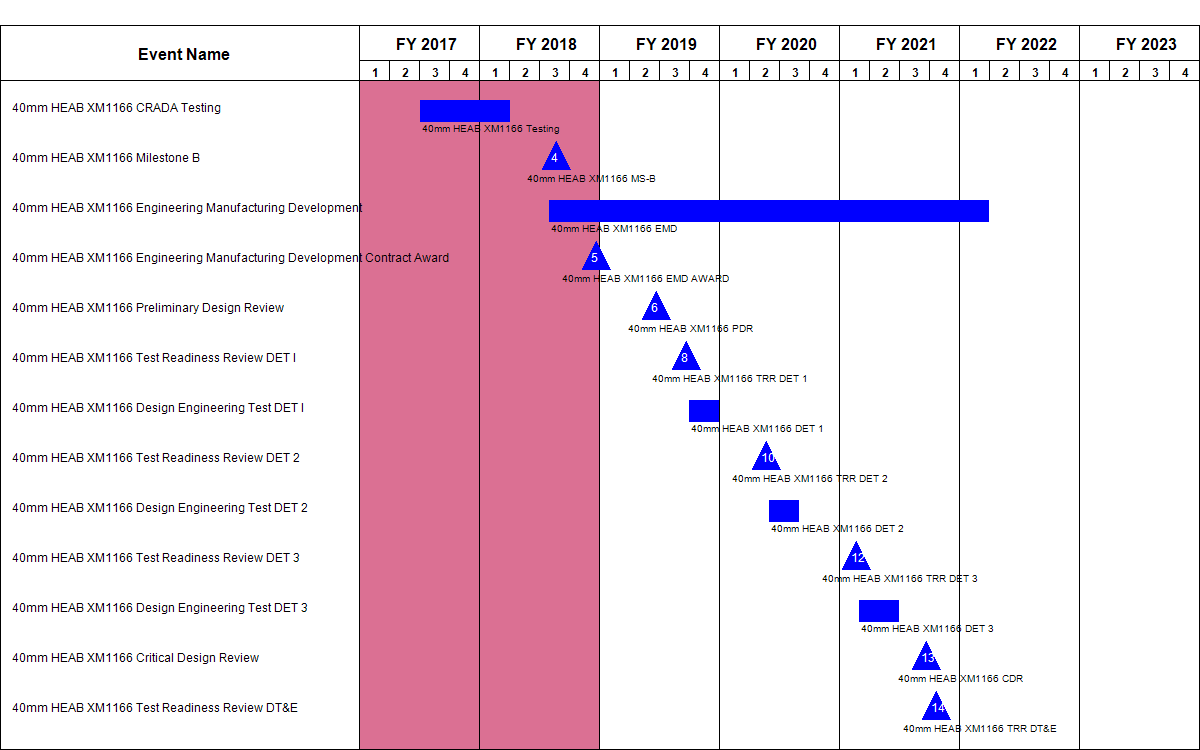 Event Name FY 2017 FY 2018 FY 2019 FY 2020 FY 2021 FY 2022 FY 2023
1 2 3 4 1 2 3 4 1 2 3 4 1 2 3 4 1 2 3 4 1 2 3 4 1 2 3 4
40mm HEAB XM1166 CRADA Testing
40mm HEAB XM1166 Testing
40mm HEAB XM1166 Milestone B 4
40mm HEAB XM1166 MS-B
40mm HEAB XM1166 Engineering Manufacturing Development
40mm HEAB XM1166 EMD
40mm HEAB XM1166 Engineering Manufacturing Development Contract Award 5
40mm HEAB XM1166 EMD AWARD
40mm HEAB XM1166 Preliminary Design Review 6
40mm HEAB XM1166 PDR
40mm HEAB XM1166 Test Readiness Review DET I 8
40mm HEAB XM1166 TRR DET 1
40mm HEAB XM1166 Design Engineering Test DET I
40mm HEAB XM1166 DET 1
40mm HEAB XM1166 Test Readiness Review DET 2 10
40mm HEAB XM1166 TRR DET 2
40mm HEAB XM1166 Design Engineering Test DET 2
40mm HEAB XM1166 DET 2
40mm HEAB XM1166 Test Readiness Review DET 3 12
40mm HEAB XM1166 TRR DET 3
40mm HEAB XM1166 Design Engineering Test DET 3
40mm HEAB XM1166 DET 3
40mm HEAB XM1166 Critical Design Review 13
40mm HEAB XM1166 CDR
40mm HEAB XM1166 Test Readiness Review DT&E 14
40mm HEAB XM1166 TRR DT&E